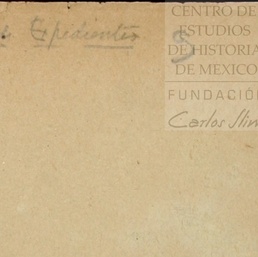 Expedientes
CENTRO DE
ESTUDIOS
DE HISTORIA
DE MEXICO
FUNDACIÓN
Carlos Slim